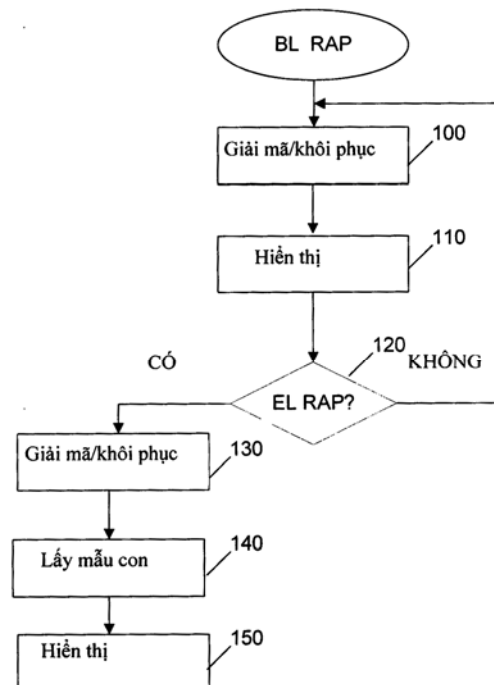 BL RAP
Giải mã/khôi phục
100
Hiển thị
110
120
CÓ
KHÔNG
EL RAP?
Giải mã/khôi phục
130
Lấy mẫu con
140
Hiển thị
150